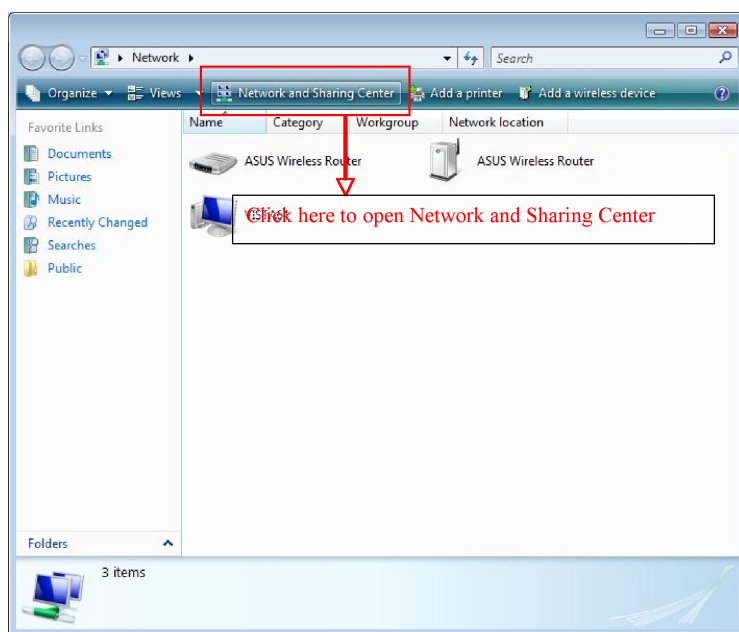 Network
Search
Organize Views Network and Sharing Center Add a printer Add a wireless device
Favorite Links
Name Category Workgroup Network location
Documents
Pictures
Music
Recently Changed
Searches
Public
ASUS Wireless Router
ASUS Wireless Router
Click here to open Network and Sharing Center
Folders
3 items